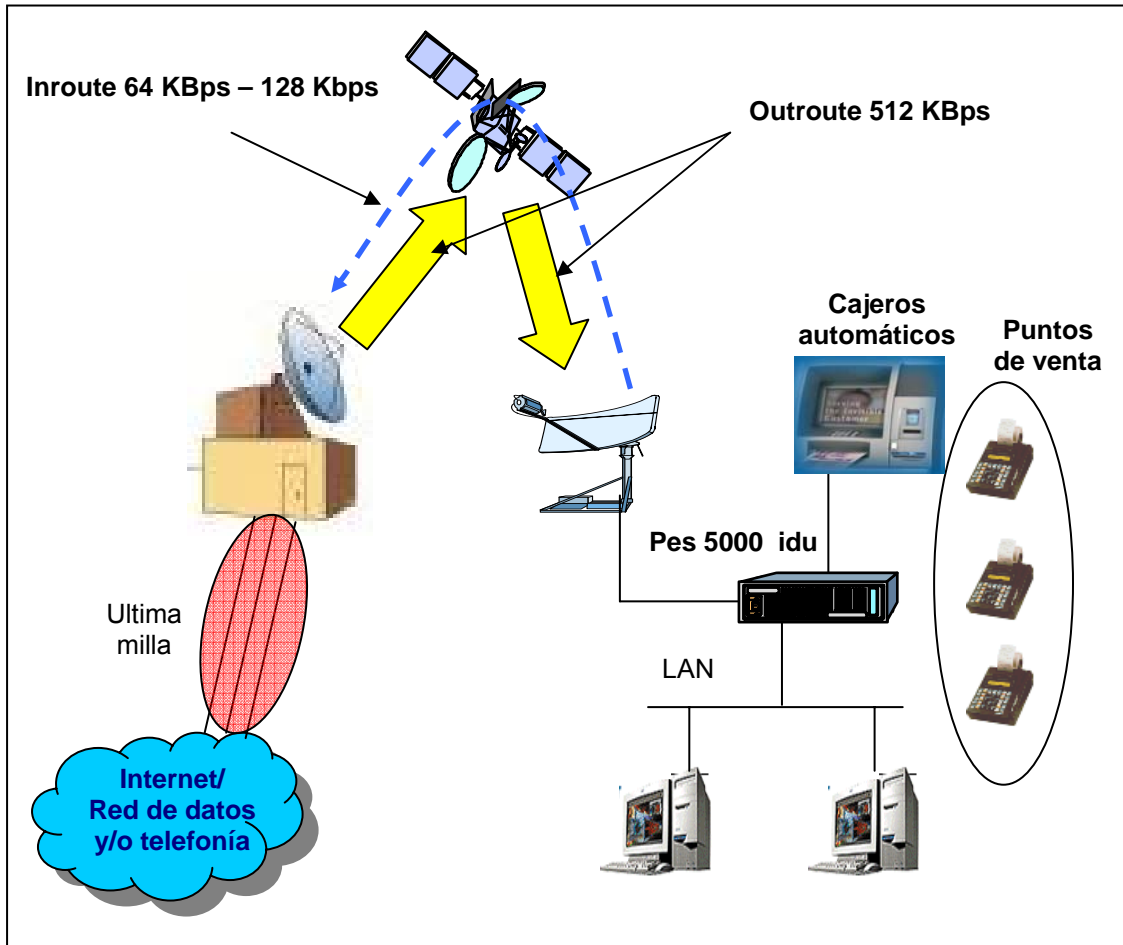 Inroute 64 KBps – 128 Kbps
Outroute 512 KBps
Cajeros
automáticos
Puntos
de venta
Pes 5000 idu
Ultima
milla
LAN
Internet/
Red de datos
y/o telefonía